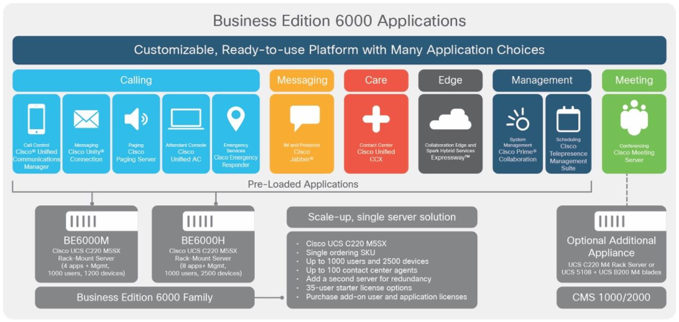 Business Edition 6000 Applications
Customizable, Ready-to-use Platform with Many Application Choices
Calling
Messaging
Care
Edge
Management
Meeting
Call Control
Cisco® Unified
Communications
Manager
Messaging
Cisco Unity®
Connection
Paging
Cisco
Paging Server
Attendant Console
Cisco
Unified AC
Emergency
Services
Cisco Emergency
Responder
IM and Presence
Cisco
Jabber®
Contact Center
Cisco Unified
CCX
Collaboration Edge and
Spark Hybrid Services
Expressway™
System
Management
Cisco Prime®
Collaboration
Scheduling
Cisco
Telepresence
Management
Suite
Conferencing
Cisco Meeting
Server
Pre-Loaded Applications
BE6000M
Cisco UCS C220 M5SX
Rack-Mount Server
(4 apps + Mgmt,
1000 users, 1200 devices)
BE6000H
Cisco UCS C220 M5SX
Rack-Mount Server
(8 apps+ Mgmt,
1000 users, 2500 devices)
Business Edition 6000 Family
Scale-up, single server solution
• Cisco UCS C220 M5SX
• Single ordering SKU
• Up to 1000 users and 2500 devices
• Up to 100 contact center agents
• Add a second server for redundancy
• 35-user starter license options
• Purchase add-on user and application licenses
Optional Additional
Appliance
UCS C220 M4 Rack Server or
UCS 5108 + UCS B200 M4 blades
CMS 1000/2000